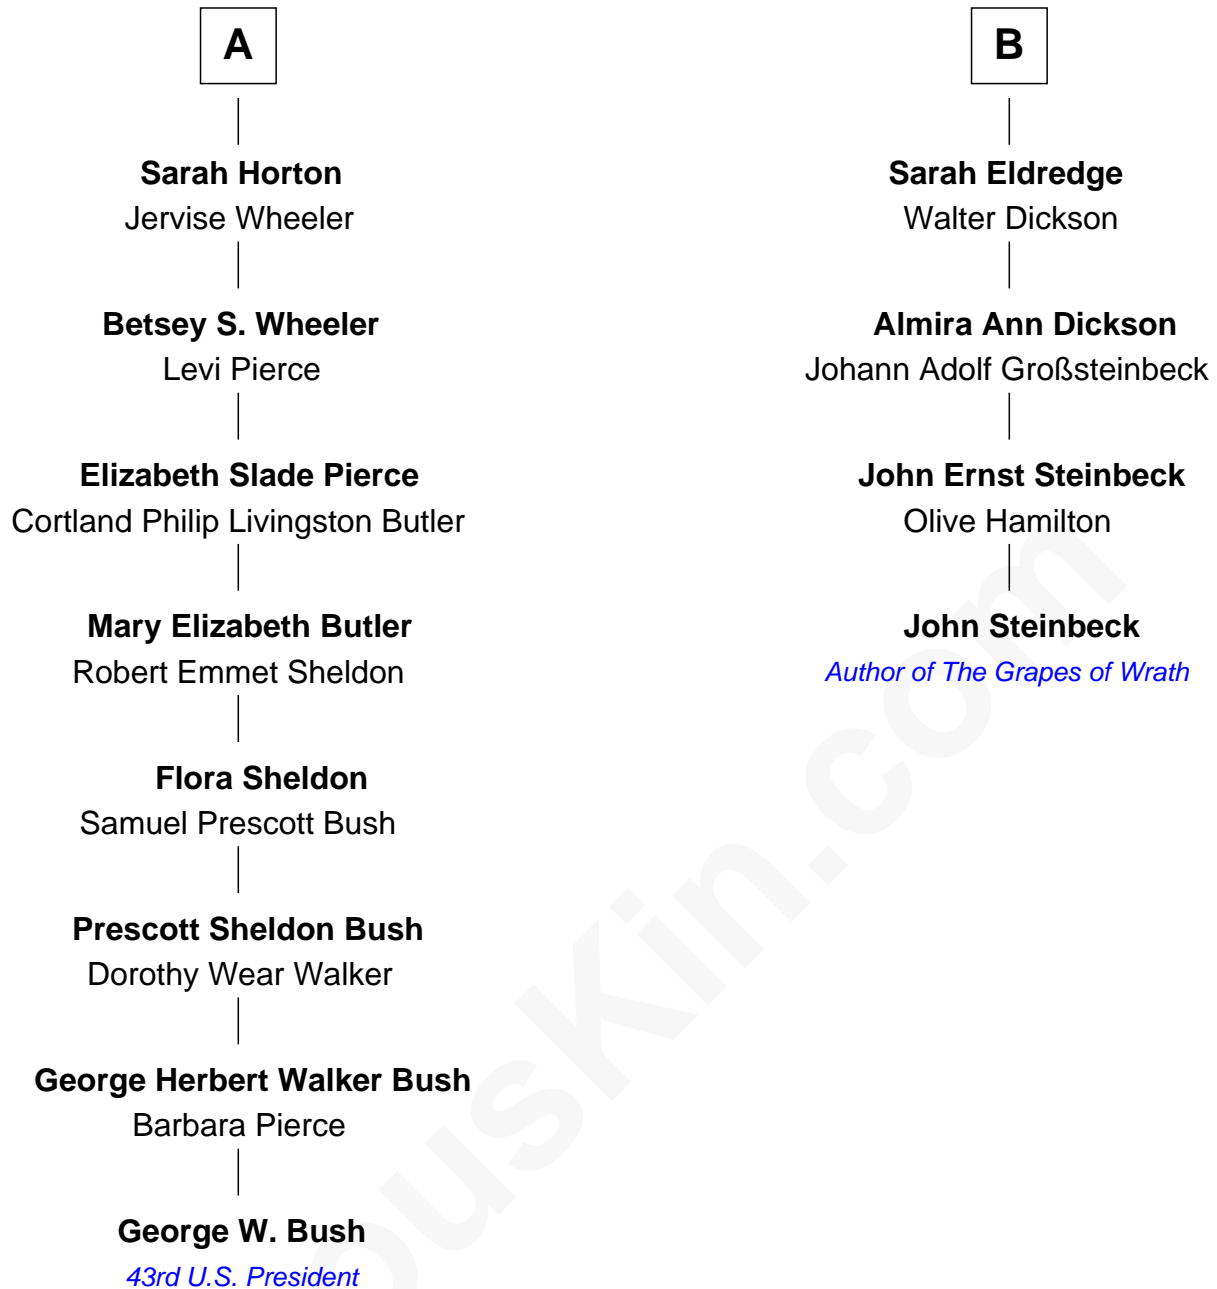 A
Sarah Horton
Jervise Wheeler
Betsey S. Wheeler
Levi Pierce
Elizabeth Slade Pierce
Cortland Philip Livingston Butler
Mary Elizabeth Butler
Robert Emmet Sheldon
Flora Sheldon
Samuel Prescott Bush
Prescott Sheldon Bush
Dorothy Wear Walker
George Herbert Walker Bush
Barbara Pierce
George W. Bush
43rd U.S. President
B
Sarah Eldredge
Walter Dickson
Almira Ann Dickson
Johann Adolf Großsteinbeck
John Ernst Steinbeck
Olive Hamilton
John Steinbeck
Author of The Grapes of Wrath
ousKin.com